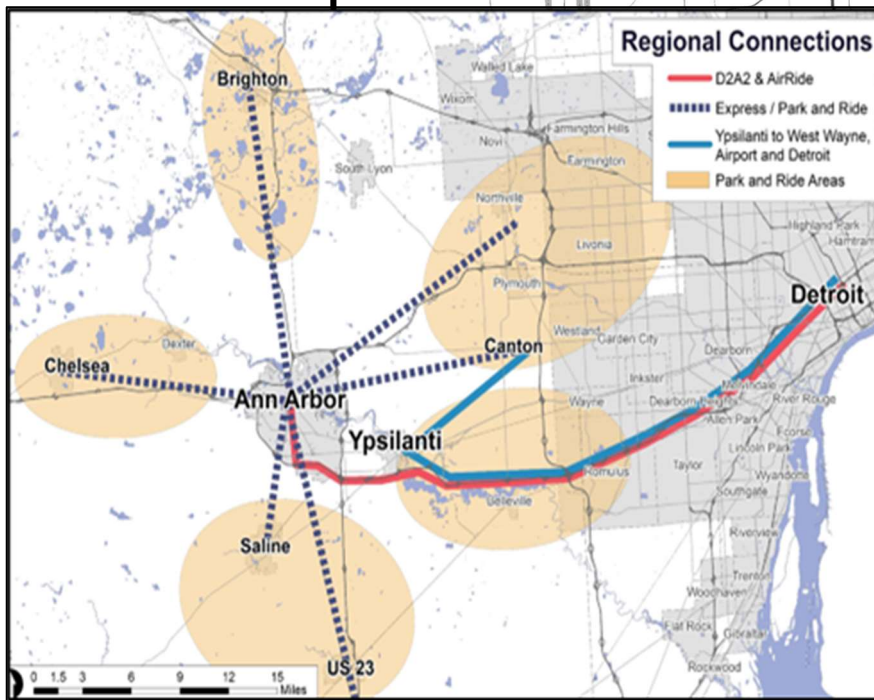 Regional Connections
D2A2 & AirRide
Express / Park and Ride
Ypsilanti to West Wayne,
Airport and Detroit
Park and Ride Areas
Brighton
Walled Lake
Wixom
Novi
Farmington Hills
Farmington
South Lyon
Northville
Livonia
Highland Park
Hamtram
Plymouth
Detroit
Westland
Garden City
Canton
Dexter
Chelsea
Dearborn
Inkster
Melvindale
Ann Arbor
Wayne
Dearborn Heights
River Rouge
Allen Park
Ecorse
Ypsilanti
Lincoln Park
Romulus
Taylor
Wyandotte
Belleville
Southgate
Riverview
Saline
Trenton
Woodhaven
Flat Rock
Gibraltar
Rockwood
US 23
0 1.5 3 6 9 12 15
Miles